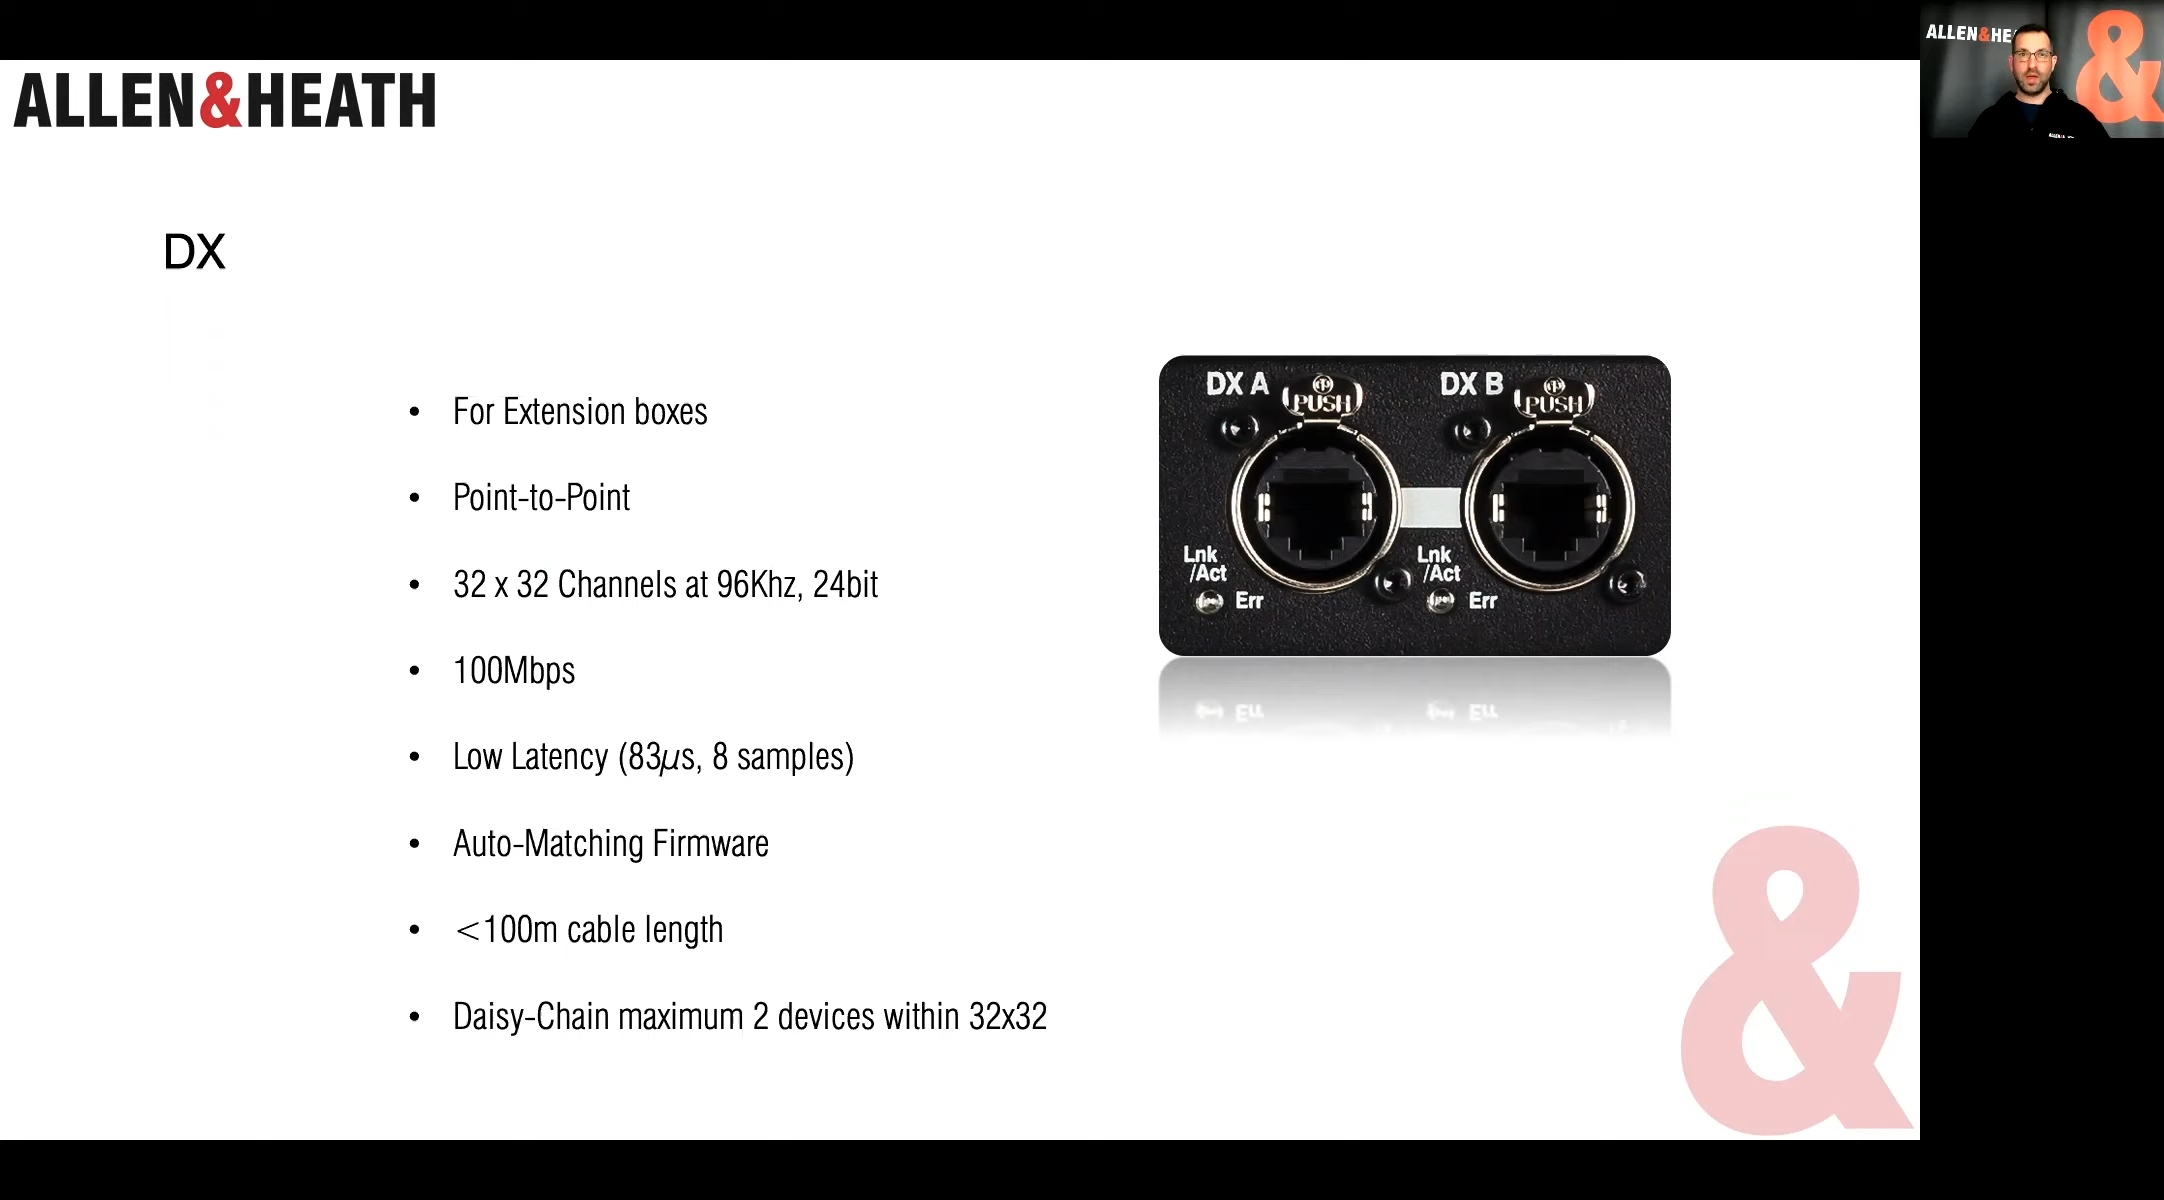 ALLEN&HEATH
ALLEN&HE
DX
• For Extension boxes
• Point-to-Point
• 32 x 32 Channels at 96Khz, 24bit
• 100Mbps
• Low Latency (83µs, 8 samples)
• Auto-Matching Firmware
• <100m cable length
• Daisy-Chain maximum 2 devices within 32x32
DX A
PUSH
DX B
PUSH
Lnk
/Act
Err
Lnk
/Act
Err
&
&